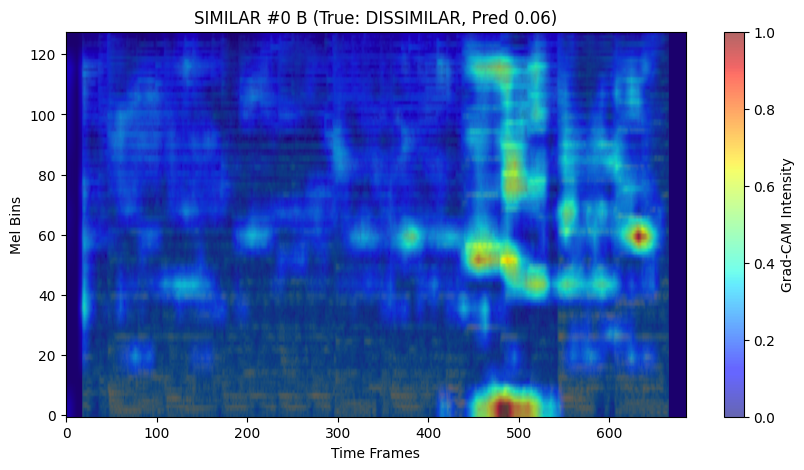 SIMILAR #0 B (True: DISSIMILAR, Pred 0.06)
Mel Bins
120
100
80
60
40
20
0
0 100 200 300 400 500 600
Time Frames
1.0
0.8
0.6
0.4
0.2
0.0
Grad-CAM Intensity